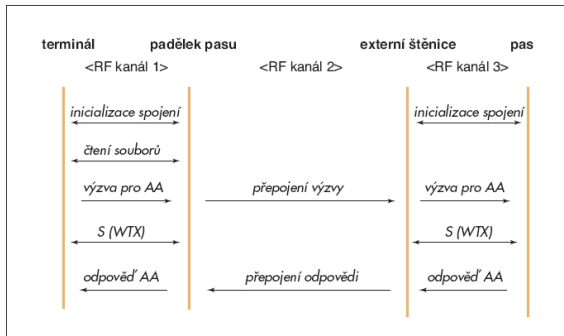 terminál padělek pasu externí štěnice pas
<RF kanál 1> <RF kanál 2> <RF kanál 3>
inicializace spojení inicializace spojení
čtení souborů
výzva pro AA přepojení výzvy výzva pro AA
S (WTX) S (WTX)
odpověď AA přepojení odpovědi odpověď AA